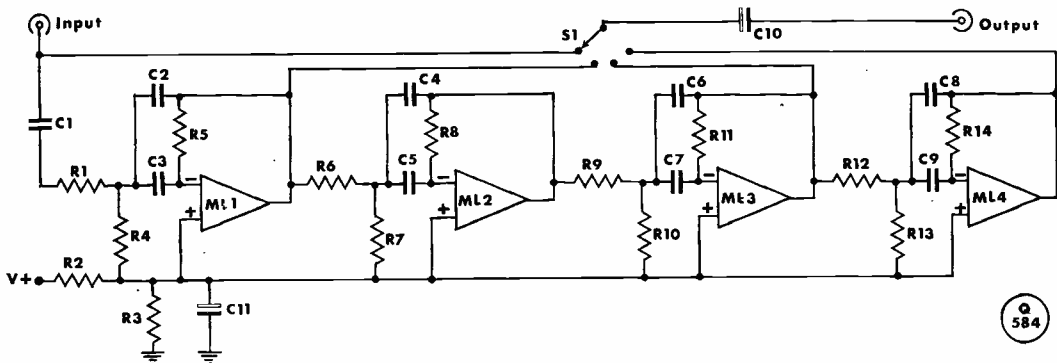 Input
S1
C10
Output
C2
C4
C6
C8
C1
R5
R8
R11
R14
R1
C3
R6
C5
R9
C7
R12
C9
−
−
−
−
ML1
ML2
ML3
ML4
+
+
+
+
R4
R7
R10
R13
V+
R2
R3
C11
Q
584